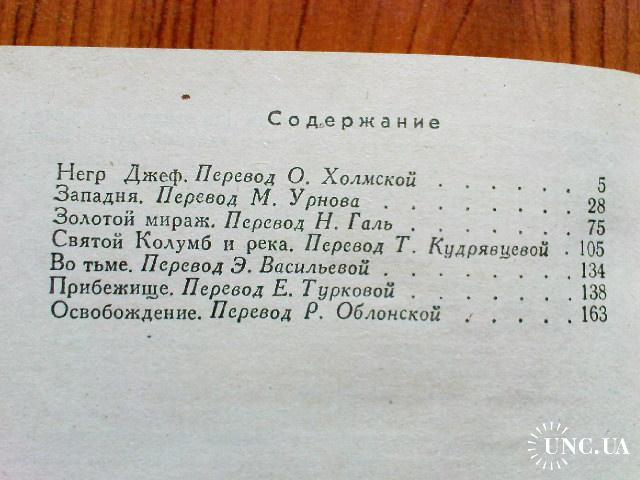 Содержание
Негр Джеф. Перевод О. Холмской . . . . . . 5
Западня. Перевод М. Урнова . . . . . . . 28
Золотой мираж. Перевод Н. Галь . . . . . . 75
Святой Колумб и река. Перевод Т. Кудрявцевой . 105
Во тьме. Перевод Э. Васильевой . . . . . . . 134
Прибежище. Перевод Е. Турковой . . . . . . 138
Освобождение. Перевод Р. Облонской . . . . . 163
UNC.UA